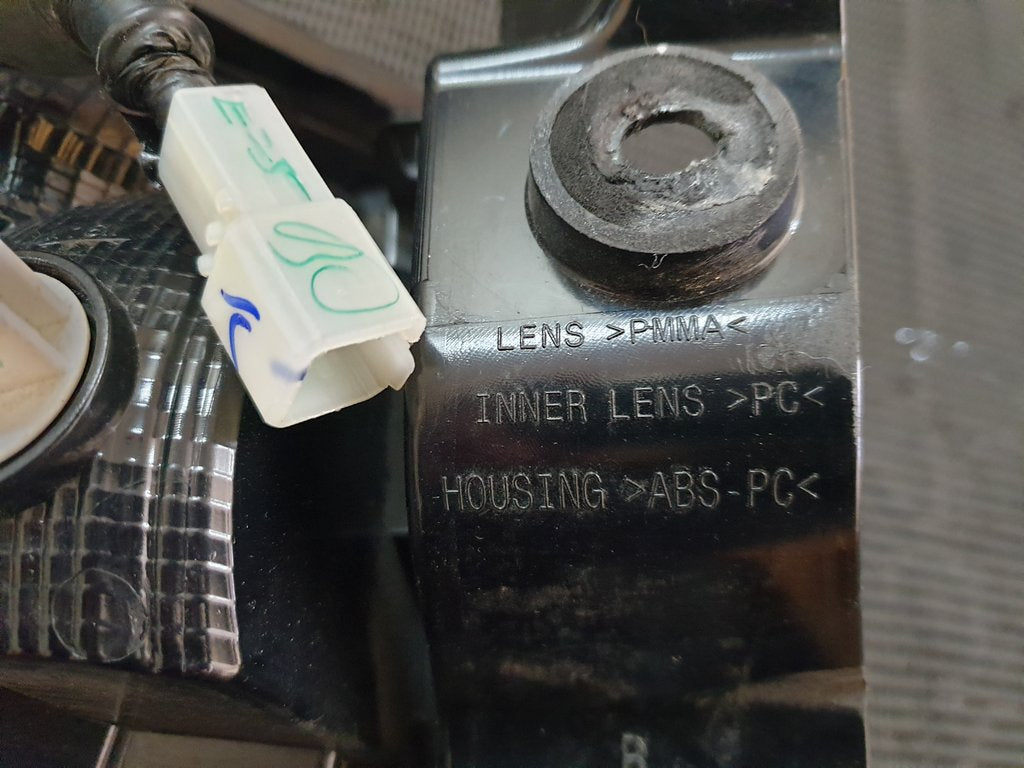 LENS >PMMA<
INNER LENS >PC<
HOUSING >ABS-PC<